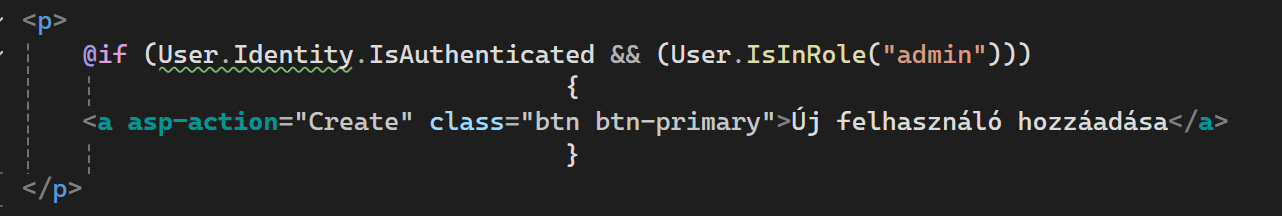 <p>
@if (User.Identity.IsAuthenticated && (User.IsInRole("admin")))
{
<a asp-action="Create" class="btn btn-primary">Új felhasználó hozzáadása</a>
}
</p>